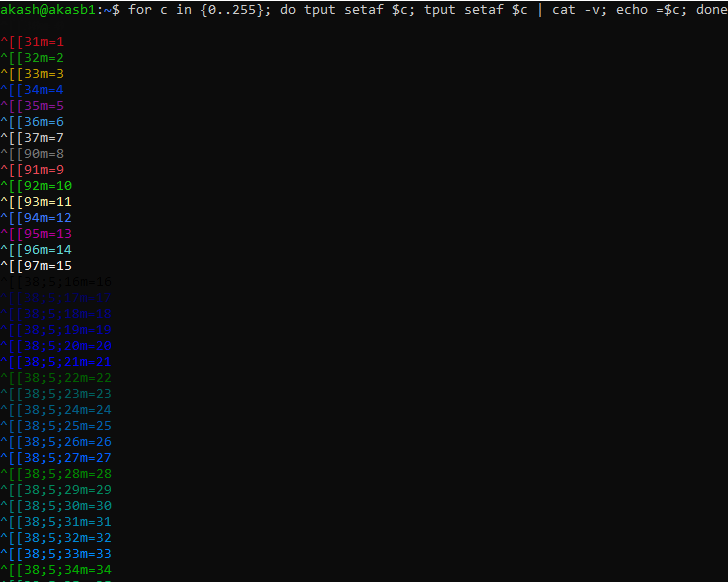 akash@akasb1:~$ for c in {0..255}; do tput setaf $c; tput setaf $c | cat -v; echo =$c; done
^[[31m=1
^[[32m=2
^[[33m=3
^[[34m=4
^[[35m=5
^[[36m=6
^[[37m=7
^[[90m=8
^[[91m=9
^[[92m=10
^[[93m=11
^[[94m=12
^[[95m=13
^[[96m=14
^[[97m=15
^[[38;5;16m=16
^[[38;5;17m=17
^[[38;5;18m=18
^[[38;5;19m=19
^[[38;5;20m=20
^[[38;5;21m=21
^[[38;5;22m=22
^[[38;5;23m=23
^[[38;5;24m=24
^[[38;5;25m=25
^[[38;5;26m=26
^[[38;5;27m=27
^[[38;5;28m=28
^[[38;5;29m=29
^[[38;5;30m=30
^[[38;5;31m=31
^[[38;5;32m=32
^[[38;5;33m=33
^[[38;5;34m=34